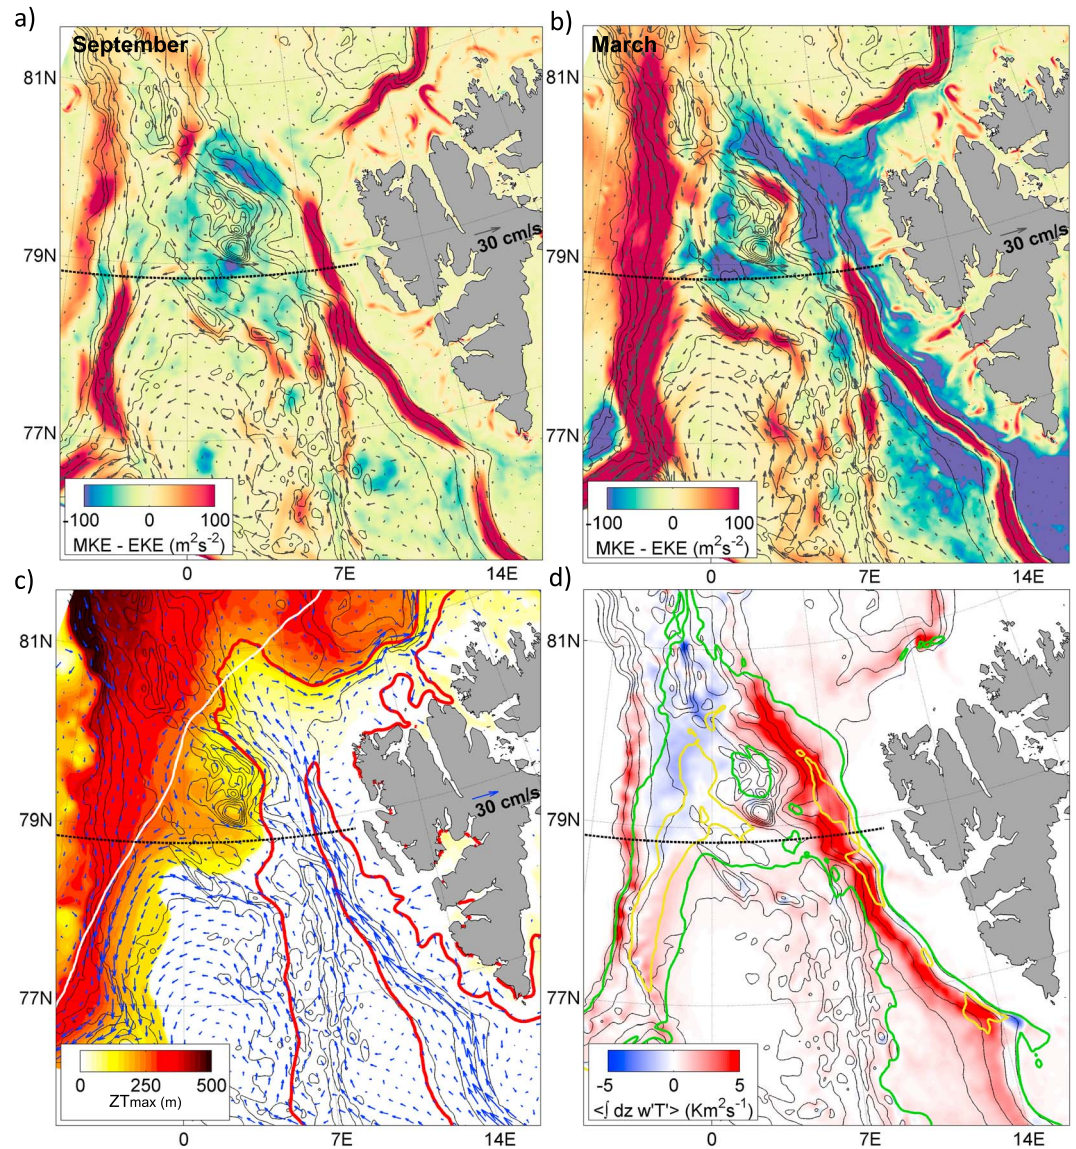 a)
September
81N
79N
77N
30 cm/s
-100 0 100
MKE - EKE (m²s⁻²)
0 7E 14E
b)
March
81N
79N
77N
30 cm/s
-100 0 100
MKE - EKE (m²s⁻²)
0 7E 14E
c)
81N
79N
77N
30 cm/s
0 250 500
ZTmax (m)
0 7E 14E
d)
81N
79N
77N
-5 0 5
<∫ dz w'T'> (Km²s⁻¹)
0 7E 14E